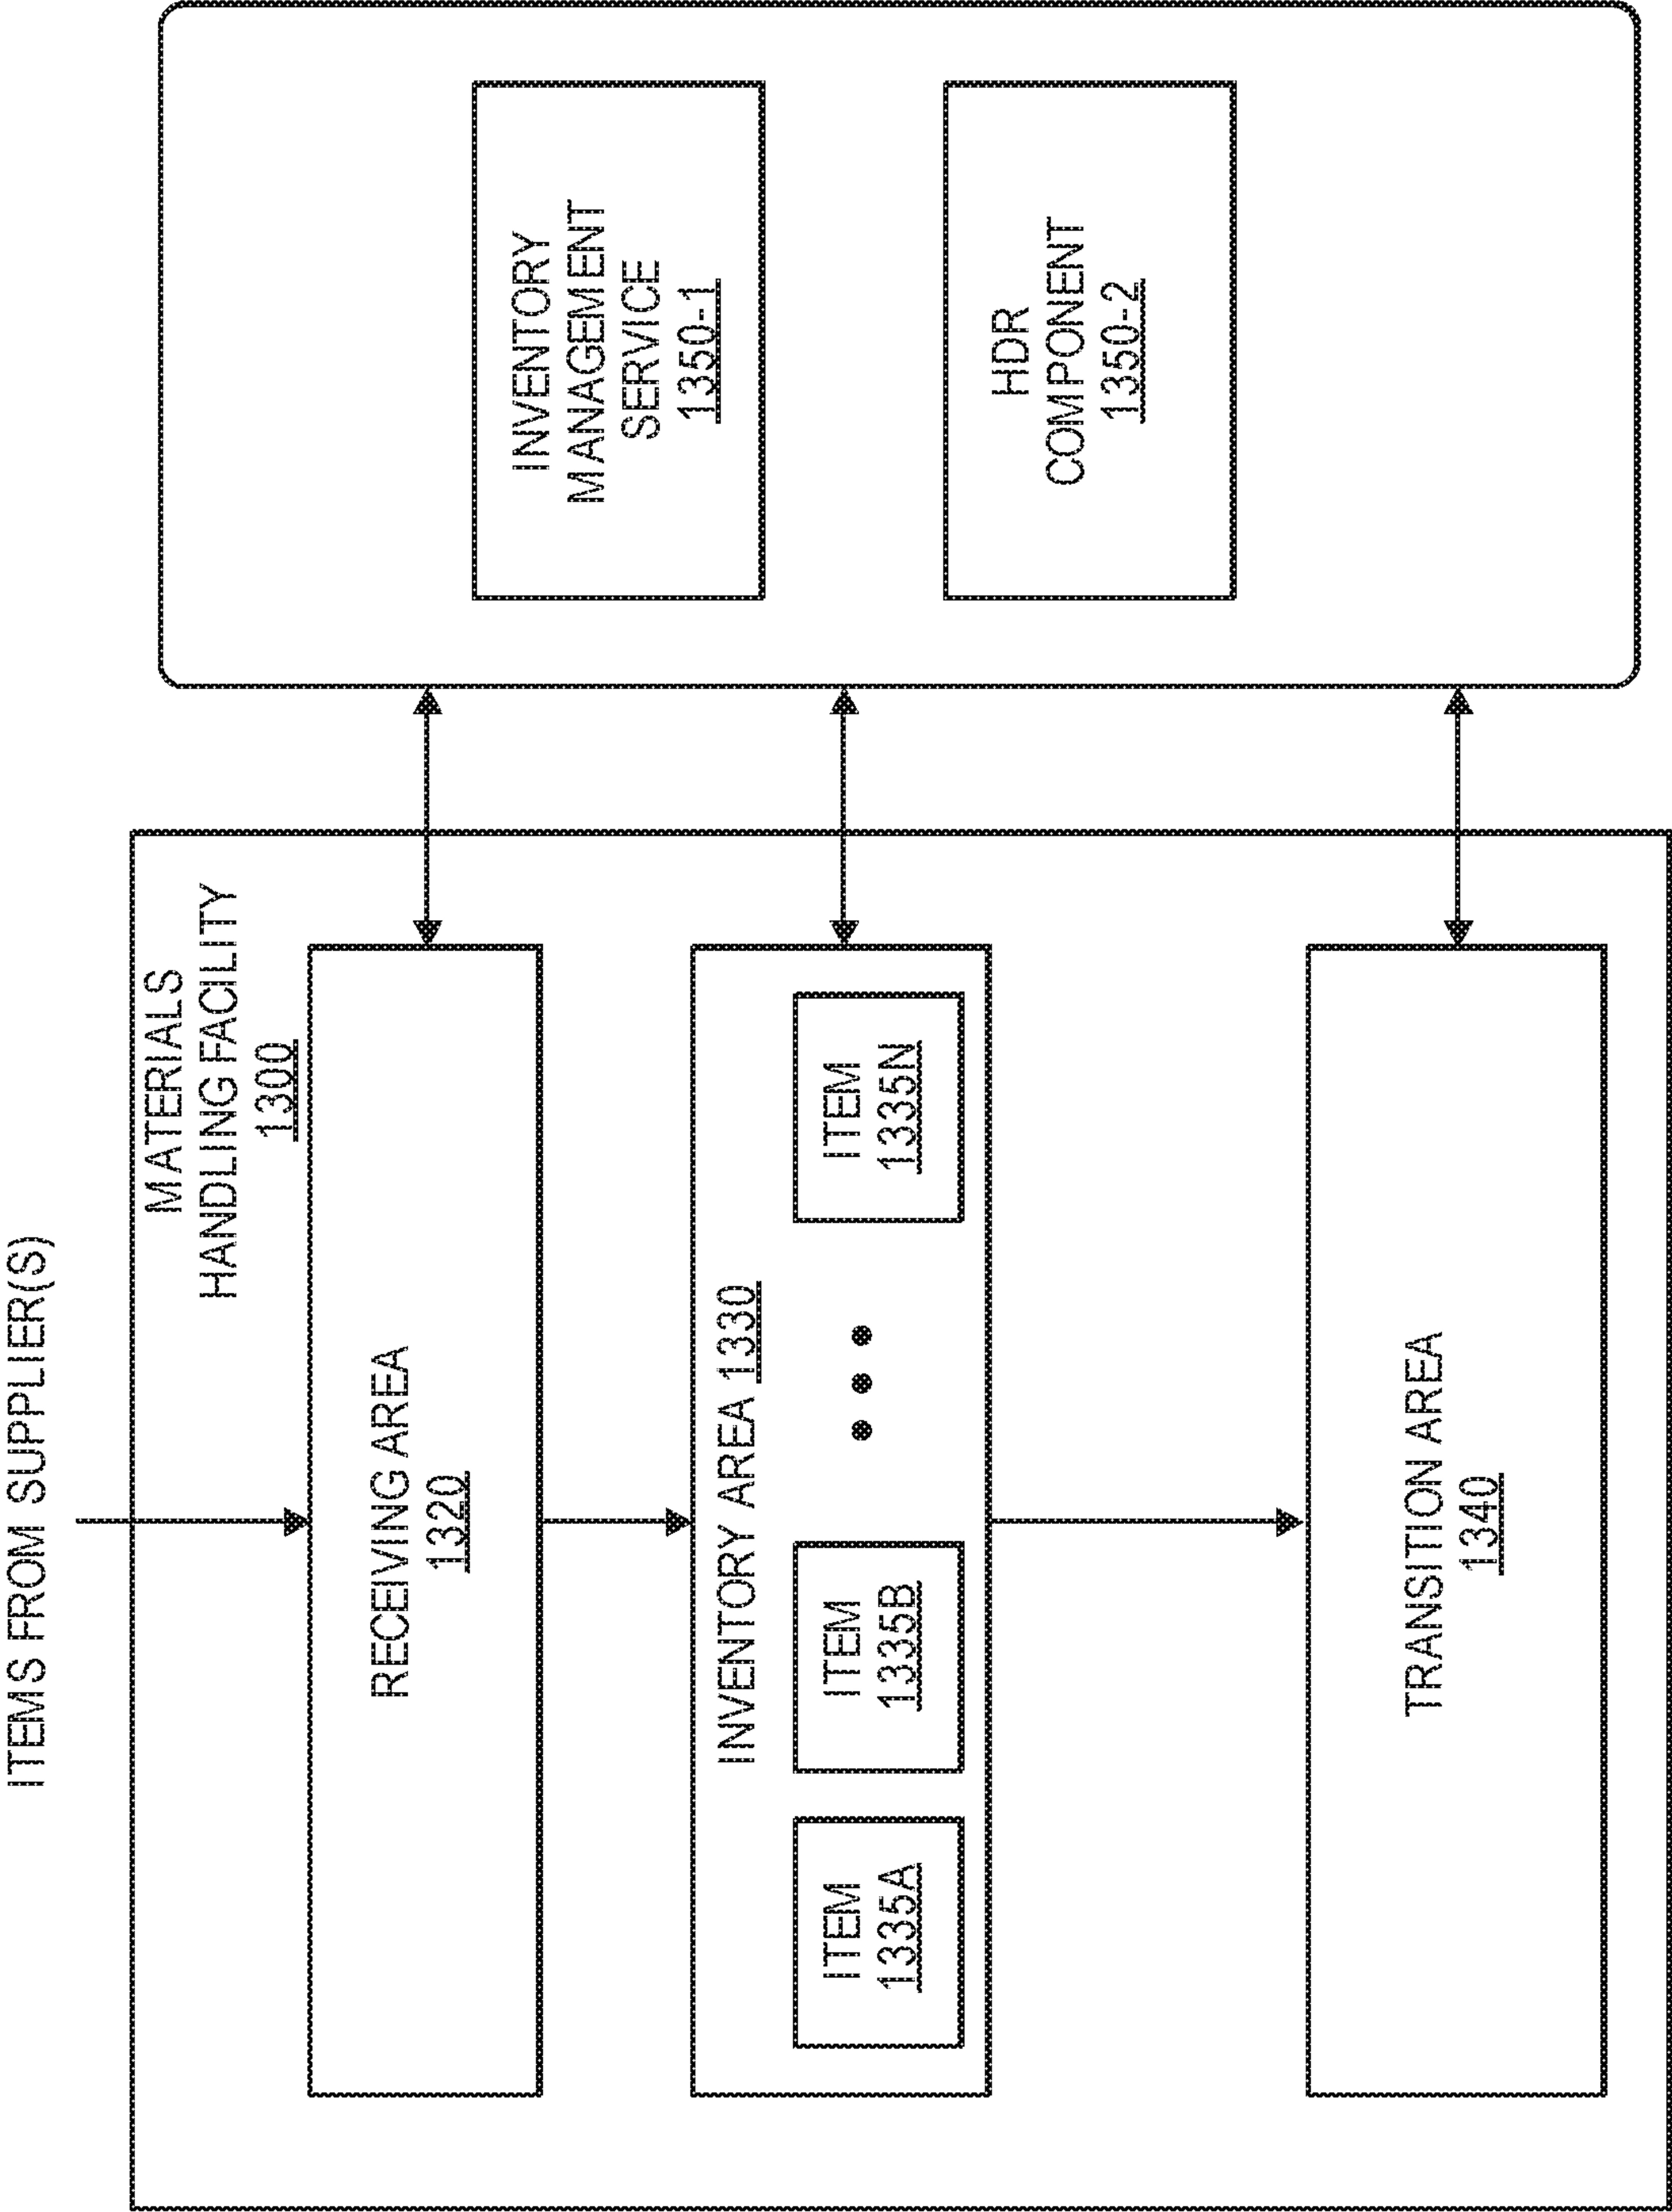 ITEMS FROM SUPPLIER(S)
MATERIALS
HANDLING FACILITY
1300
RECEIVING AREA
1320
INVENTORY AREA 1330
ITEM
1335A
ITEM
1335B
ITEM
1335N
TRANSITION AREA
1340
INVENTORY
MANAGEMENT
SERVICE
1350-1
HDR
COMPONENT
1350-2